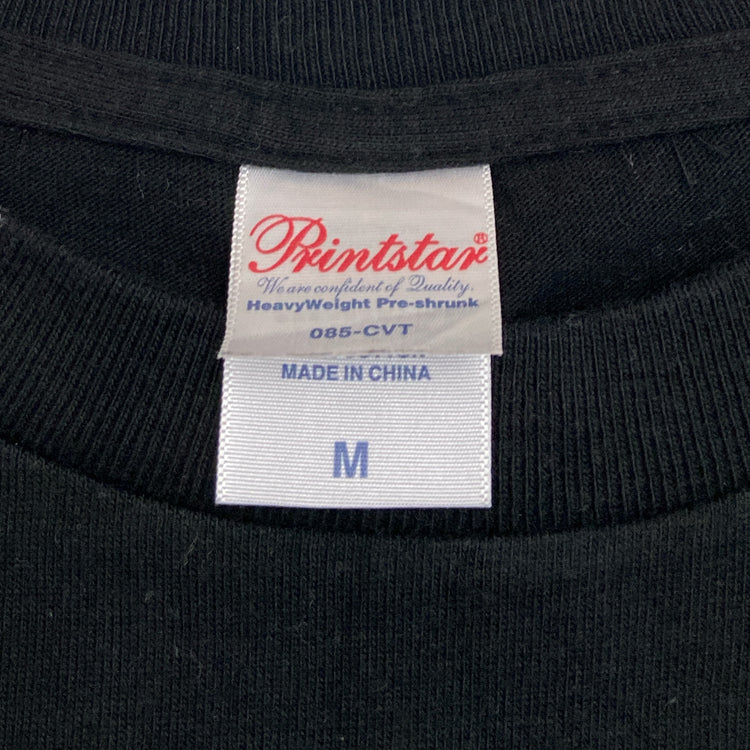 Printstar®
We are confident of Quality.
HeavyWeight Pre-shrunk
085-CVT
MADE IN CHINA
M